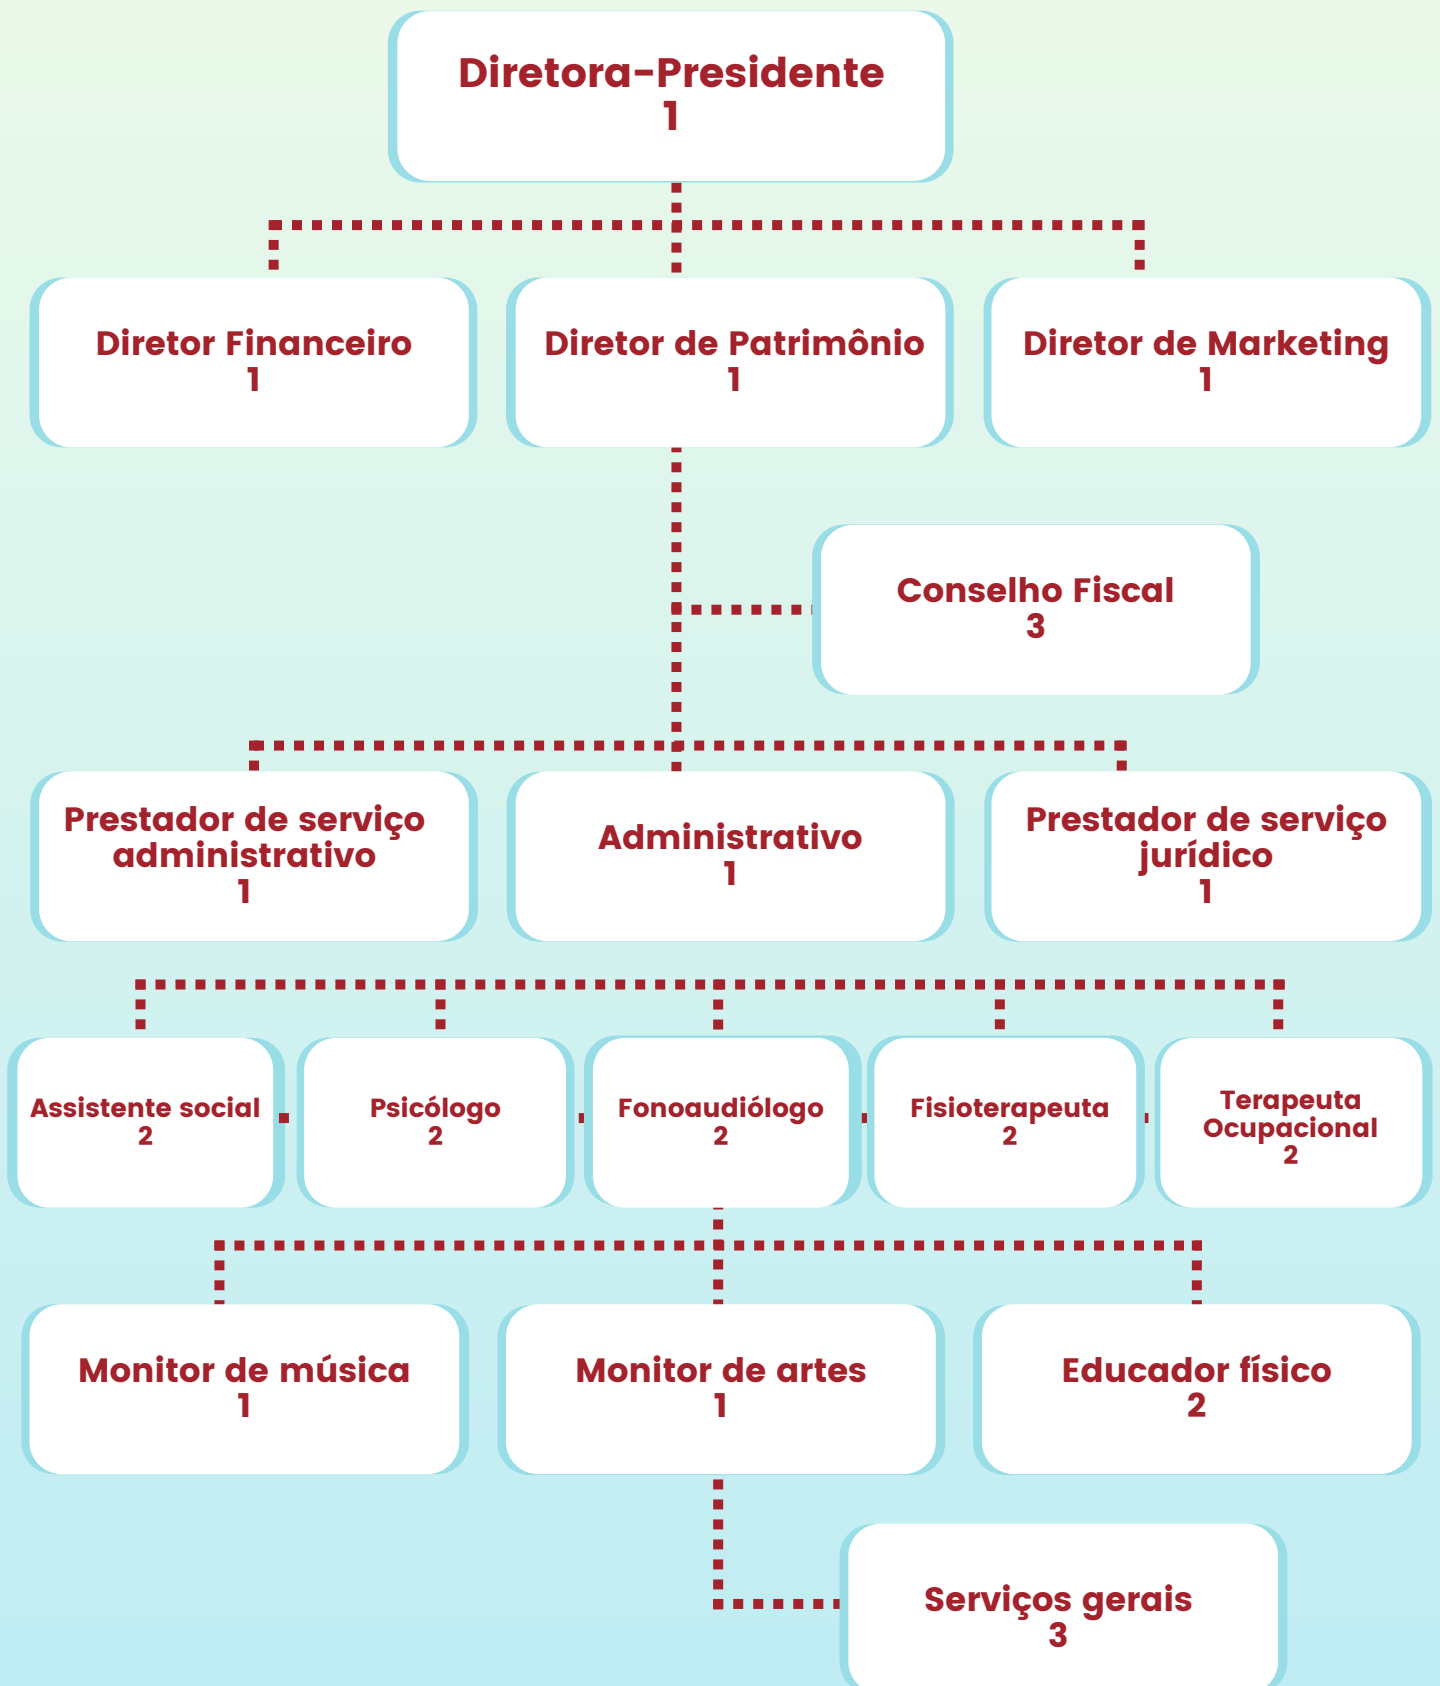 Diretora-Presidente
1
Diretor Financeiro
1
Diretor de Patrimônio
1
Diretor de Marketing
1
Conselho Fiscal
3
Prestador de serviço
administrativo
1
Administrativo
1
Prestador de serviço
jurídico
1
Assistente social
2
Psicólogo
2
Fonoaudiólogo
2
Fisioterapeuta
2
Terapeuta
Ocupacional
2
Monitor de música
1
Monitor de artes
1
Educador físico
2
Serviços gerais
3